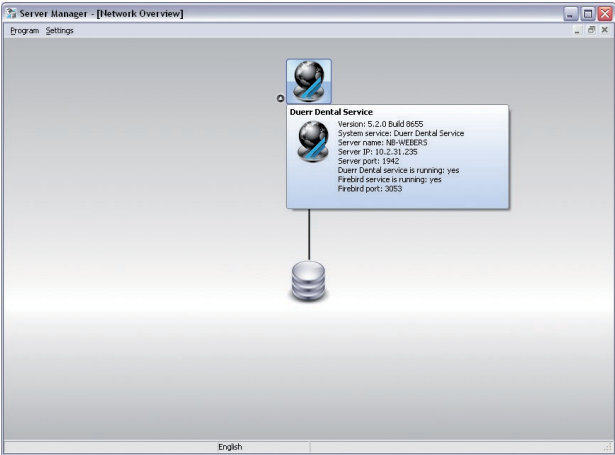 Server Manager - [Network Overview]
Program Settings
Duerr Dental Service
Version: 5.2.0 Build 8655
System service: Duerr Dental Service
Server name: NB-WEBERS
Server IP: 10.2.31.235
Server port: 1942
Duerr Dental service is running: yes
Firebird service is running: yes
Firebird port: 3053
English